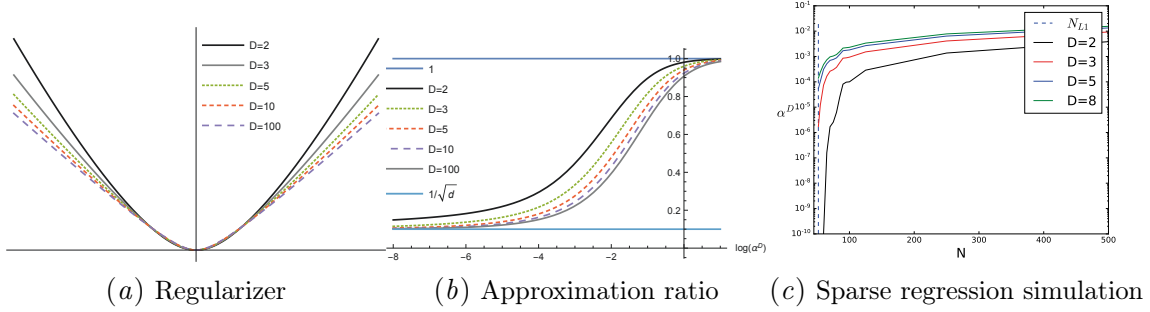 D=2
D=3
D=5
D=10
D=100
1
D=2
D=3
D=5
D=10
D=100
1/√d
1.0
0.8
0.6
0.4
0.2
-8
-6
-4
-2
0
log(α^D)
10^-1
10^-2
10^-3
10^-4
10^-5
10^-6
10^-7
10^-8
10^-9
10^-10
α^D
N_{L1}
D=2
D=3
D=5
D=8
100
200
300
400
500
N
(a) Regularizer
(b) Approximation ratio
(c) Sparse regression simulation